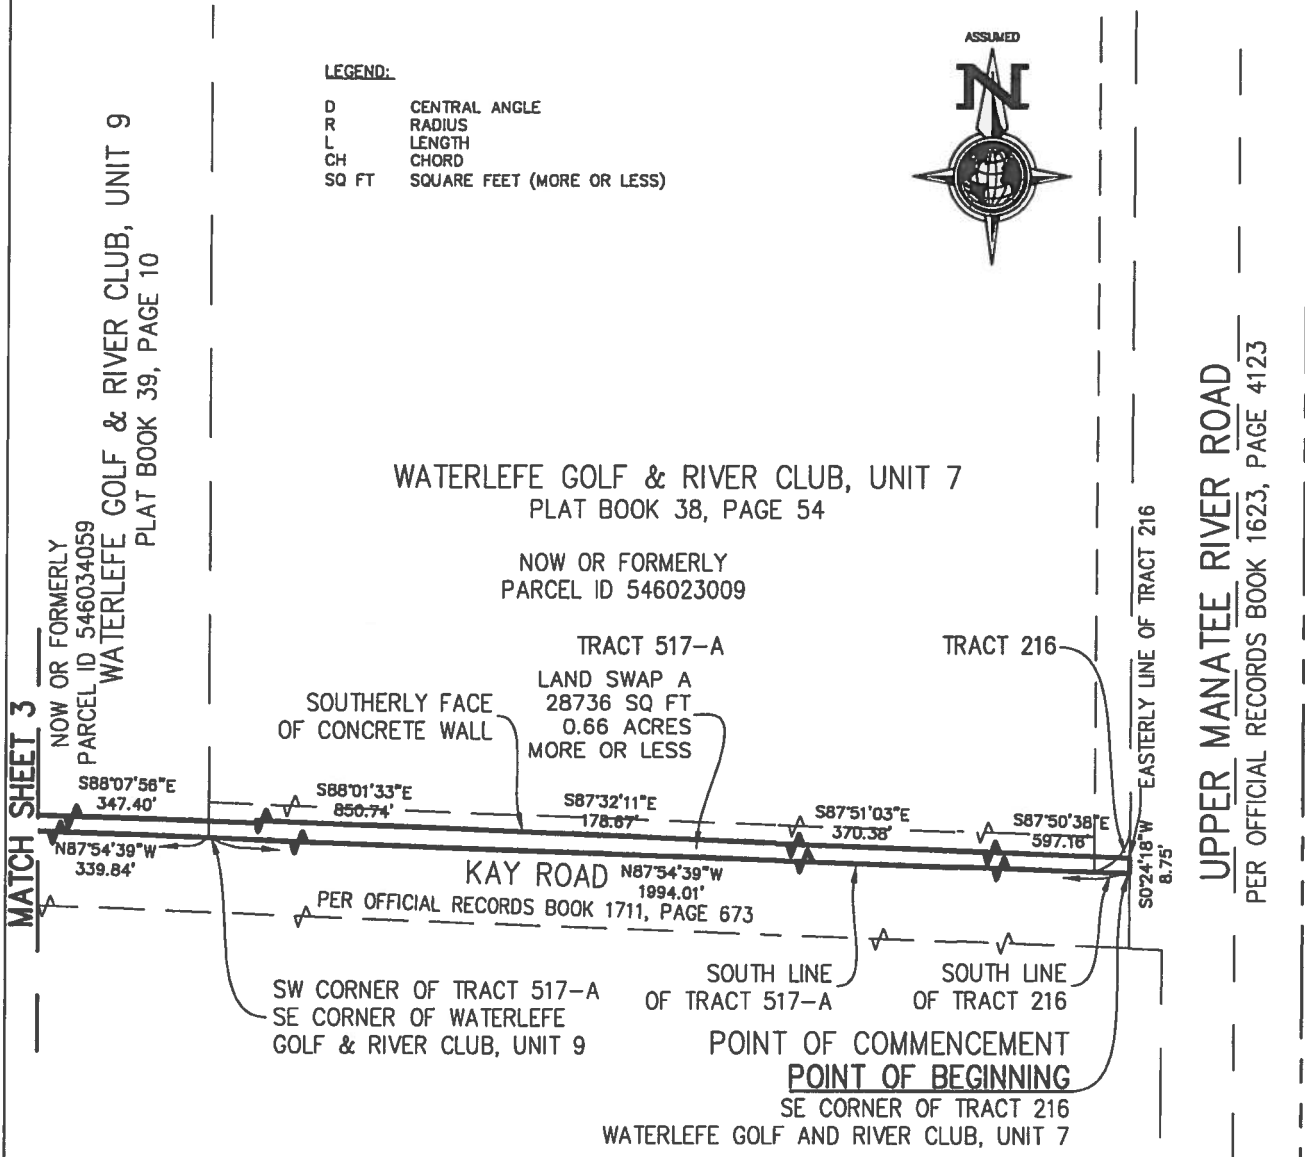 ASSUMED
N
LEGEND:
D CENTRAL ANGLE
R RADIUS
L LENGTH
CH CHORD
SQ FT SQUARE FEET (MORE OR LESS)
NOW OR FORMERLY
PARCEL ID 546034059
WATERLEFE GOLF & RIVER CLUB, UNIT 9
PLAT BOOK 39, PAGE 10
WATERLEFE GOLF & RIVER CLUB, UNIT 7
PLAT BOOK 38, PAGE 54
NOW OR FORMERLY
PARCEL ID 546023009
TRACT 517-A
LAND SWAP A
28736 SQ FT
0.66 ACRES
MORE OR LESS
SOUTHERLY FACE
OF CONCRETE WALL
TRACT 216
EASTERLY LINE OF TRACT 216
UPPER MANATEE RIVER ROAD
PER OFFICIAL RECORDS BOOK 1623, PAGE 4123
MATCH SHEET 3
S88°07'56"E
347.40'
S88°01'33"E
850.74'
S87°32'11"E
178.67'
S87°51'03"E
370.38'
S87°50'38"E
597.16'
S0°24'18"W
8.75'
N87°54'39"W
339.84'
KAY ROAD
N87°54'39"W
1994.01'
PER OFFICIAL RECORDS BOOK 1711, PAGE 673
SW CORNER OF TRACT 517-A
SE CORNER OF WATERLEFE
GOLF & RIVER CLUB, UNIT 9
SOUTH LINE
OF TRACT 517-A
SOUTH LINE
OF TRACT 216
POINT OF COMMENCEMENT
POINT OF BEGINNING
SE CORNER OF TRACT 216
WATERLEFE GOLF AND RIVER CLUB, UNIT 7